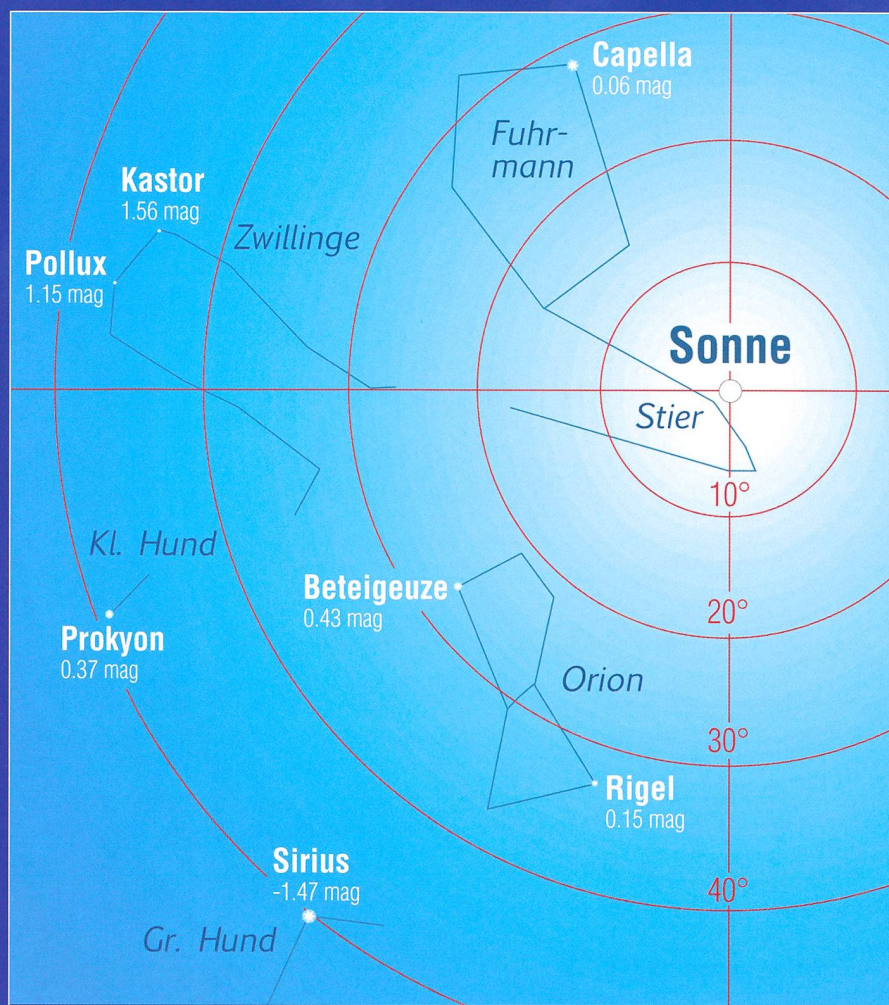 Capella
0.06 mag
Fuhr-
mann
Kastor
1.56 mag
Zwillinge
Pollux
1.15 mag
Sonne
Stier
10°
Kl. Hund
Beteigeuze
0.43 mag
20°
Prokyon
0.37 mag
Orion
30°
Rigel
0.15 mag
Sirius
-1.47 mag
40°
Gr. Hund